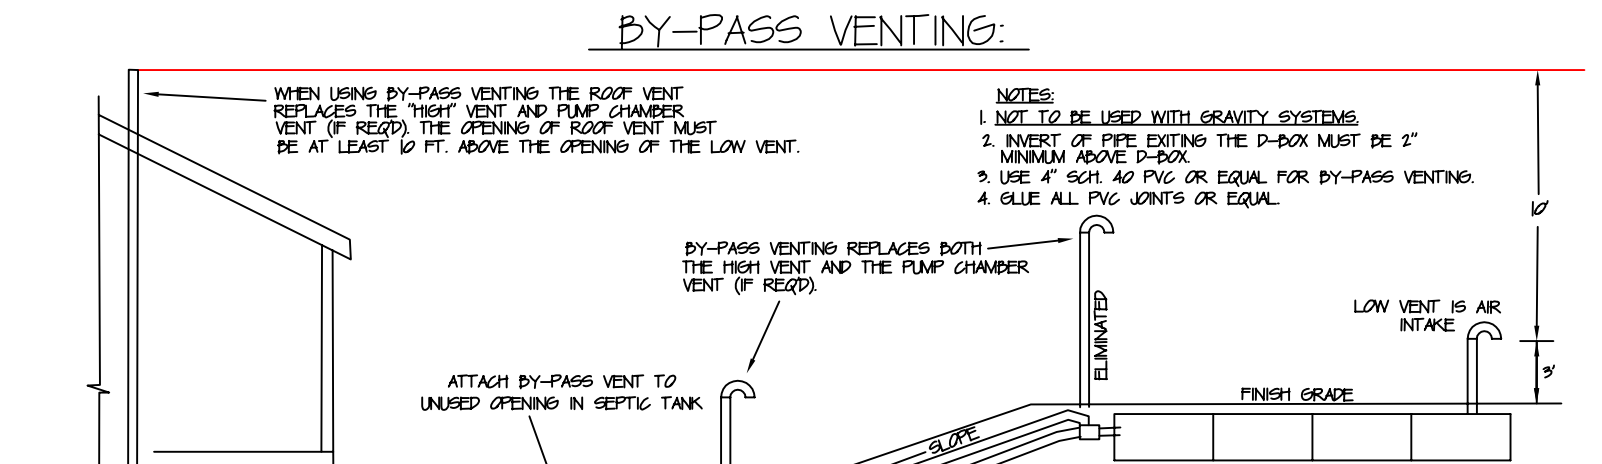 BY-PASS VENTING:
WHEN USING BY-PASS VENTING THE ROOF VENT
REPLACES THE "HIGH" VENT AND PUMP CHAMBER
VENT (IF REQ'D). THE OPENING OF ROOF VENT MUST
BE AT LEAST 10 FT. ABOVE THE OPENING OF THE LOW VENT.
NOTES:
1. NOT TO BE USED WITH GRAVITY SYSTEMS.
2. INVERT OF PIPE EXITING THE D-BOX MUST BE 2"
MINIMUM ABOVE D-BOX.
3. USE 4" SCH. 40 PVC OR EQUAL FOR BY-PASS VENTING.
4. GLUE ALL PVC JOINTS OR EQUAL.
10'
BY-PASS VENTING REPLACES BOTH
THE HIGH VENT AND THE PUMP CHAMBER
VENT (IF REQ'D).
ELIMINATED
LOW VENT IS AIR
INTAKE
3'
ATTACH BY-PASS VENT TO
UNUSED OPENING IN SEPTIC TANK
FINISH GRADE
SLOPE